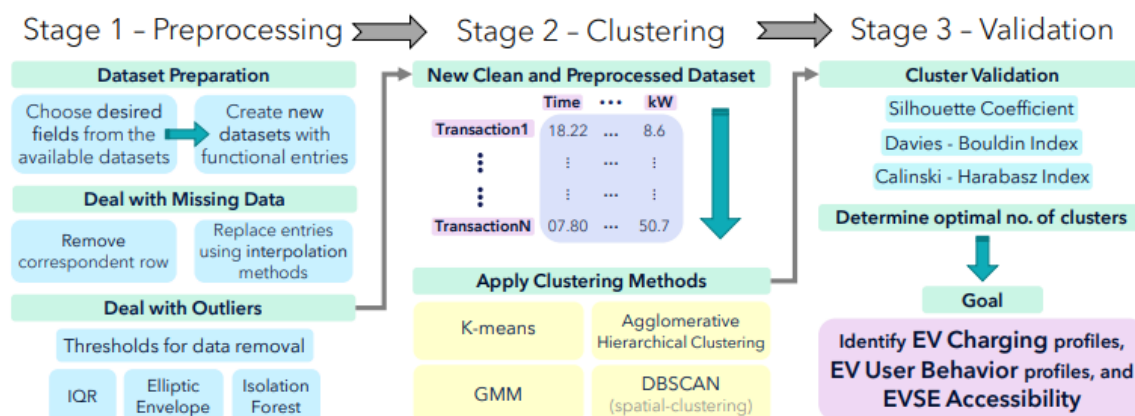 Stage 1 – Preprocessing
Stage 2 – Clustering
Stage 3 – Validation
Dataset Preparation
Choose desired
fields from the
available datasets
Create new
datasets with
functional entries
Deal with Missing Data
Remove
correspondent row
Replace entries
using interpolation
methods
Deal with Outliers
Thresholds for data removal
IQR
Elliptic
Envelope
Isolation
Forest
New Clean and Preprocessed Dataset
Time ••• kW
Transaction1 18.22 ... 8.6
⋮ ⋮ ⋮ ⋮
⋮ ⋮ ⋮ ⋮
TransactionN 07.80 ... 50.7
Apply Clustering Methods
K-means
Agglomerative
Hierarchical Clustering
GMM
DBSCAN
(spatial-clustering)
Cluster Validation
Silhouette Coefficient
Davies - Bouldin Index
Calinski - Harabasz Index
Determine optimal no. of clusters
Goal
Identify EV Charging profiles,
EV User Behavior profiles, and
EVSE Accessibility